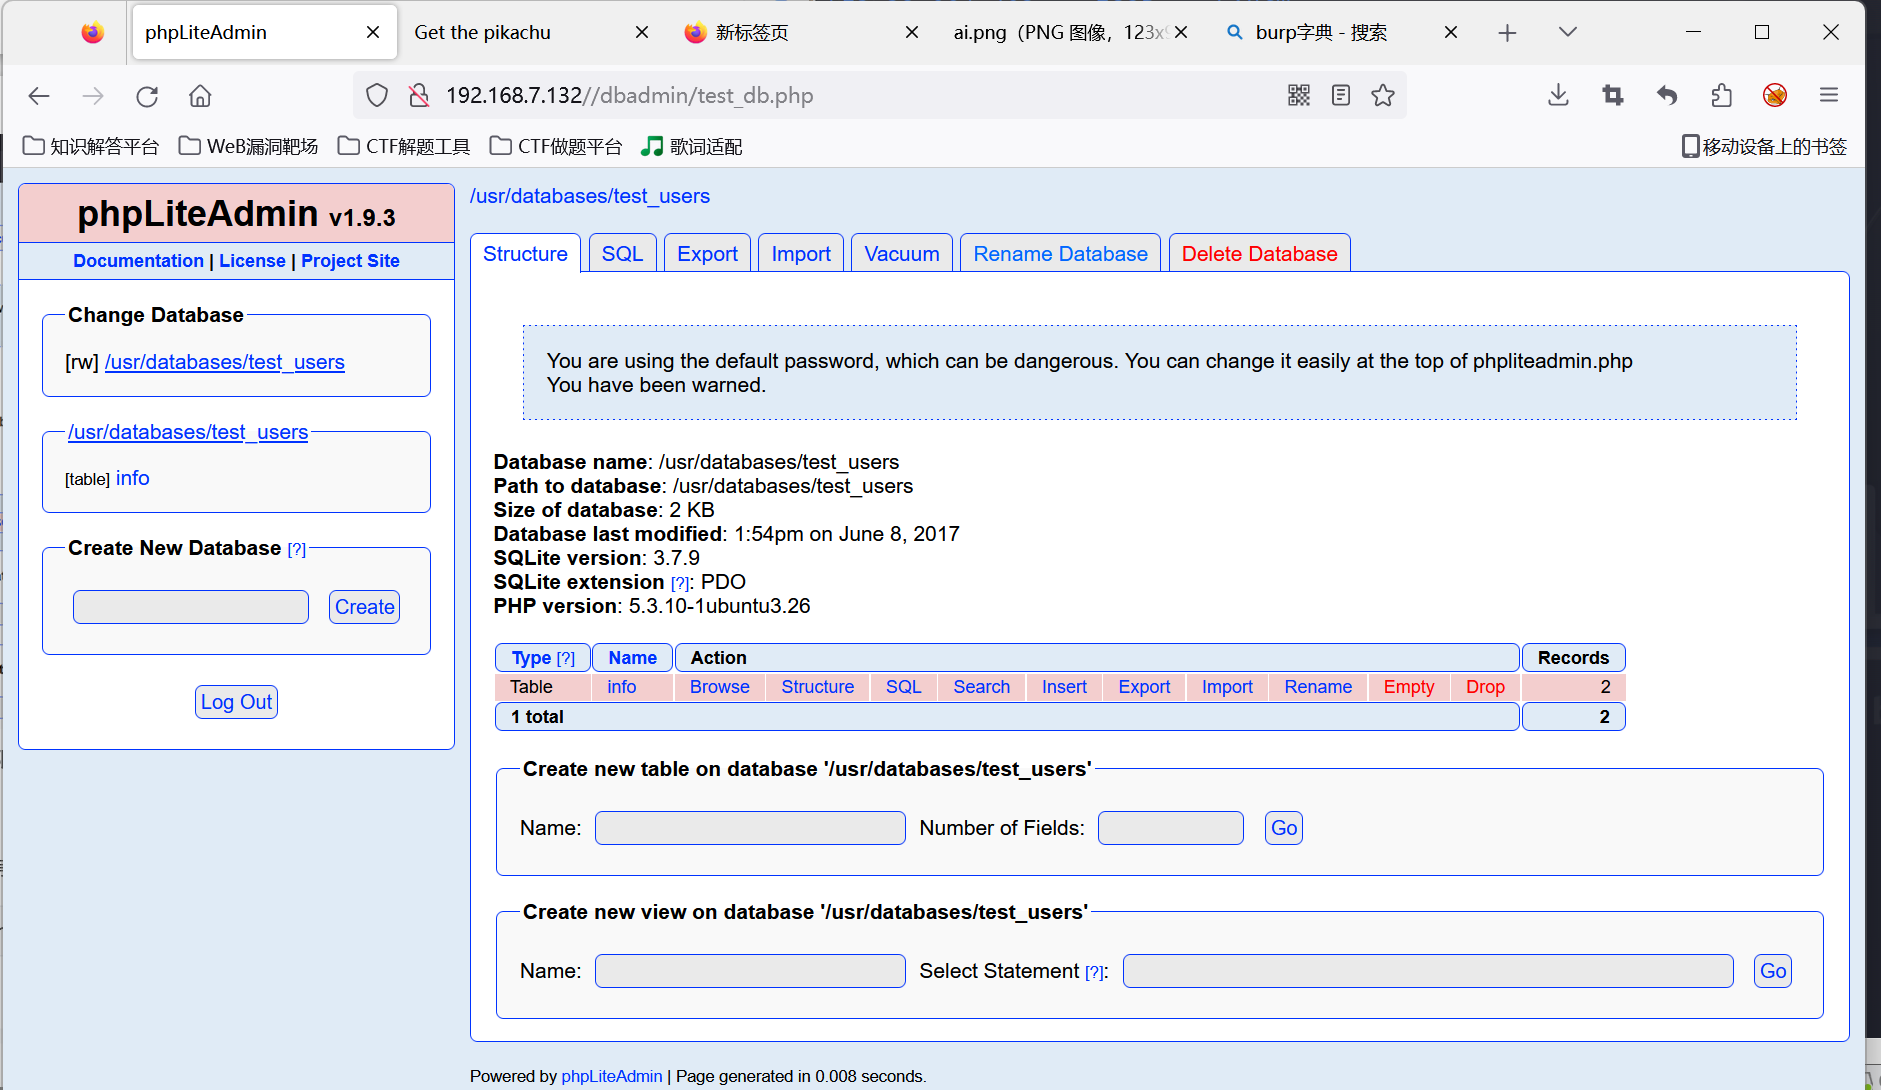 phpLiteAdmin
Get the pikachu
新标签页
ai.png（PNG 图像，123x
burp字典 - 搜索
192.168.7.132//dbadmin/test_db.php
知识解答平台
WeB漏洞靶场
CTF解题工具
CTF做题平台
歌词适配
移动设备上的书签
phpLiteAdmin v1.9.3
Documentation | License | Project Site
Change Database
[rw] /usr/databases/test_users
/usr/databases/test_users
[table] info
Create New Database [?]
Create
Log Out
/usr/databases/test_users
Structure
SQL
Export
Import
Vacuum
Rename Database
Delete Database
You are using the default password, which can be dangerous. You can change it easily at the top of phpliteadmin.php
You have been warned.
Database name: /usr/databases/test_users
Path to database: /usr/databases/test_users
Size of database: 2 KB
Database last modified: 1:54pm on June 8, 2017
SQLite version: 3.7.9
SQLite extension [?]: PDO
PHP version: 5.3.10-1ubuntu3.26
Type [?] Name Action Records
Table info Browse Structure SQL Search Insert Export Import Rename Empty Drop 2
1 total 2
Create new table on database '/usr/databases/test_users'
Name: Number of Fields: Go
Create new view on database '/usr/databases/test_users'
Name: Select Statement [?]: Go
Powered by phpLiteAdmin | Page generated in 0.008 seconds.